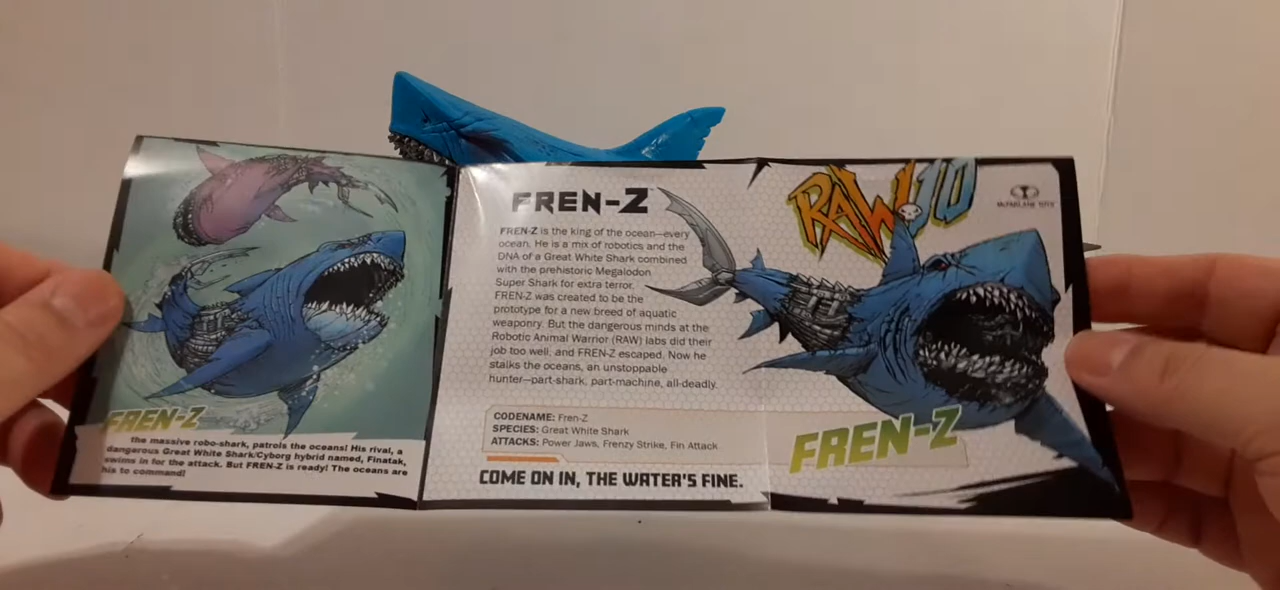 FREN-Z
the massive robo-shark, patrols the oceans! His rival, a
dangerous Great White Shark/Cyborg hybrid named, Finatak,
swims in for the attack. But FREN-Z is ready! The oceans are
his to command!
FREN-Z
FREN-Z is the king of the ocean—every
ocean. He is a mix of robotics and the
DNA of a Great White Shark combined
with the prehistoric Megalodon
Super Shark for extra terror.
FREN-Z was created to be the
prototype for a new breed of aquatic
weaponry. But the dangerous minds at the
Robotic Animal Warrior (RAW) labs did their
job too well, and FREN-Z escaped. Now he
stalks the oceans, an unstoppable
hunter—part-shark, part-machine, all-deadly.
CODENAME: Fren-Z
SPECIES: Great White Shark
ATTACKS: Power Jaws, Frenzy Strike, Fin Attack
COME ON IN, THE WATER'S FINE.
RAW10
McFARLANE TOYS
FREN-Z